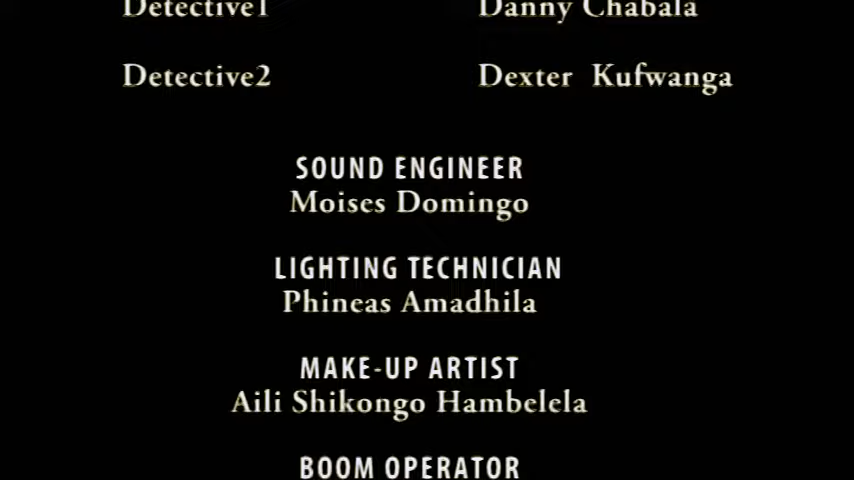 Detective1 Danny Chabala
Detective2 Dexter Kufwanga
SOUND ENGINEER
Moises Domingo
LIGHTING TECHNICIAN
Phineas Amadhila
MAKE-UP ARTIST
Aili Shikongo Hambelela
BOOM OPERATOR